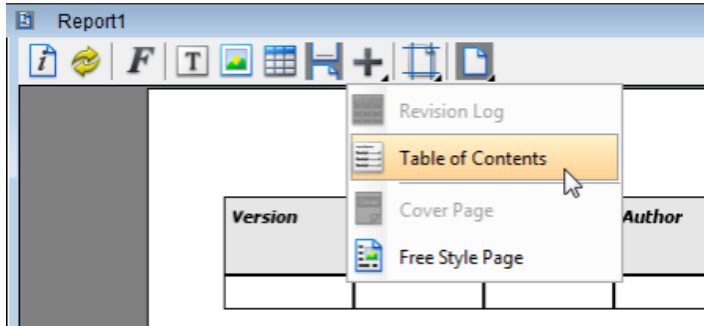 Report1
i F T
Revision Log
Table of Contents
Cover Page
Free Style Page
Version Author